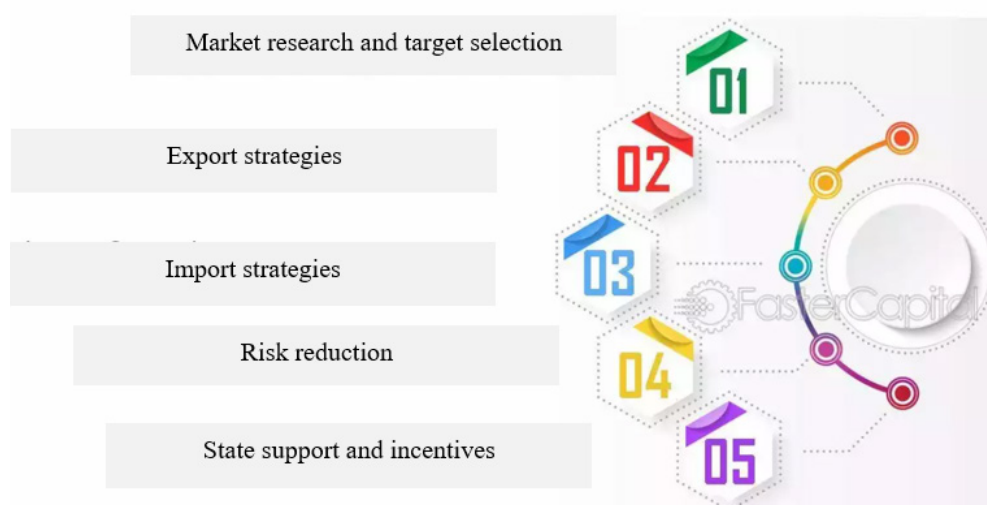 Market research and target selection
01
Export strategies
02
Import strategies
03
FasterCapital
Risk reduction
04
State support and incentives
05